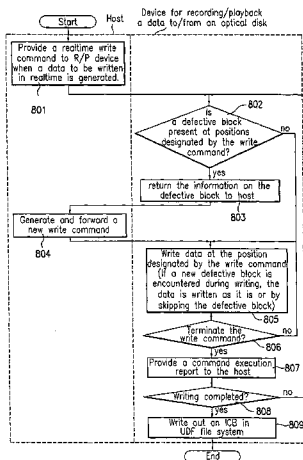 Start
Host
Device for recording/playback
a data to/from an optical disk
Provide a realtime write
command to R/P device
when a data to be written
in realtime is generated.
801
802
Is
a defective block
present at positions
designated by the write
command?
no
yes
return the information on the
defective block to host
803
Generate and forward a
new write command
804
Write data at the position
designated by the write command
(If a new defective block is
encountered during writing, the
data is written as it is or by
skipping the defective block)
805
Terminate the
write command?
no
806
yes
Provide a command execution
report to the host
807
Writing completed?
no
yes
808
Write out an ICB in
UDF file system
809
End